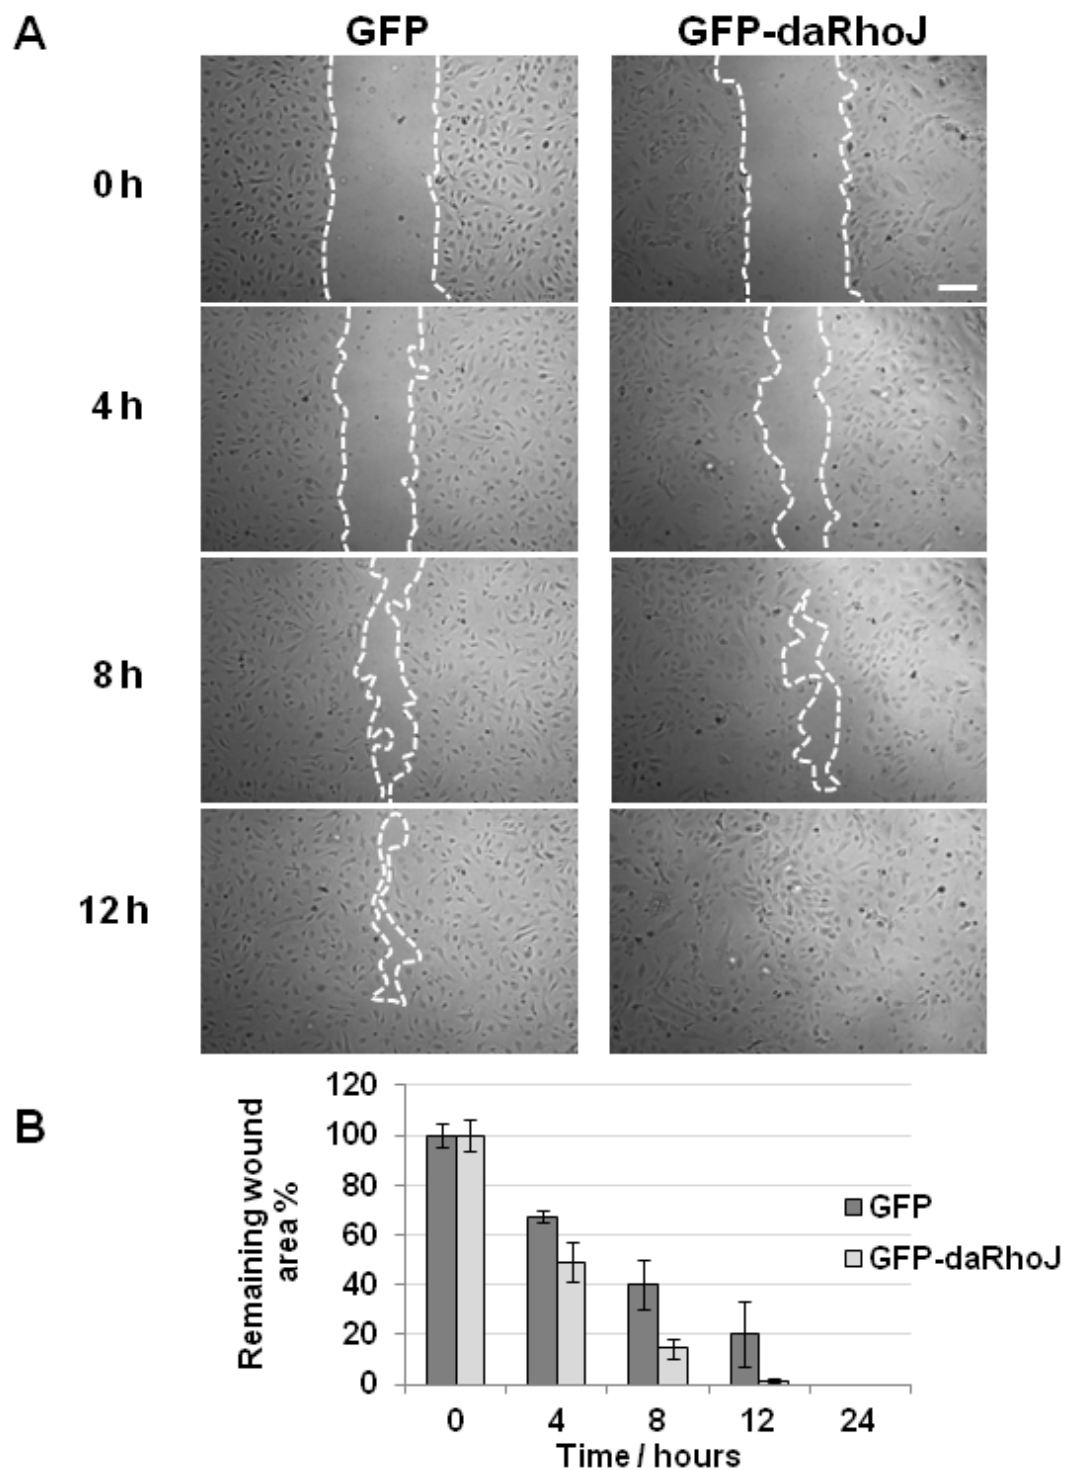 A
GFP
GFP-daRhoJ
0 h
4 h
8 h
12 h
B
Remaining wound
area %
120
100
80
60
40
20
0
0 4 8 12 24
Time / hours
GFP
GFP-daRhoJ